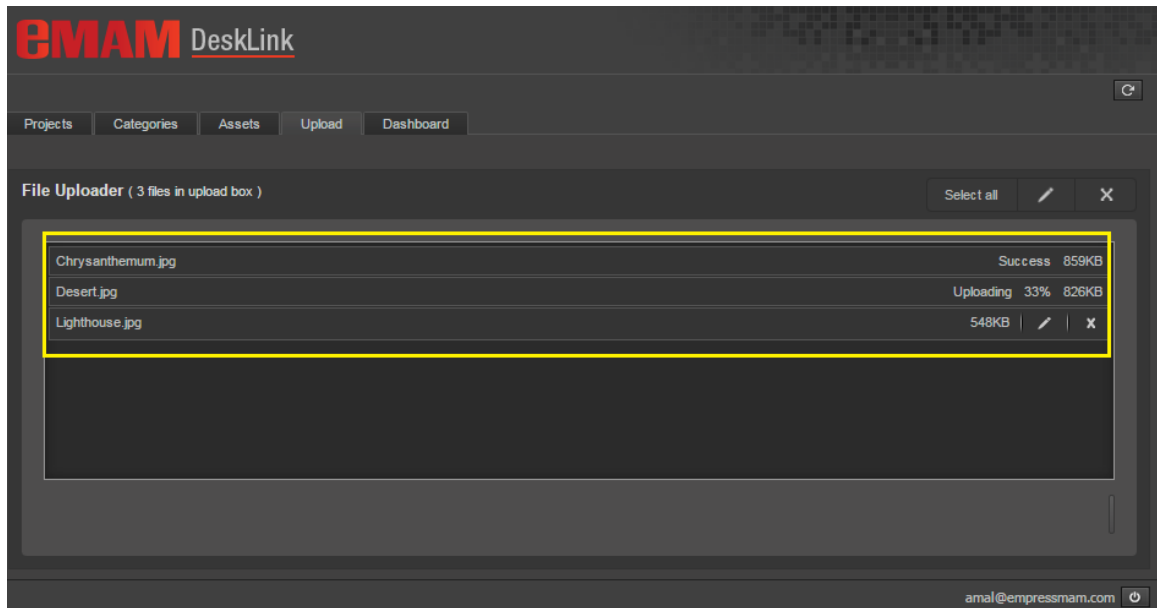 eMAM DeskLink
Projects Categories Assets Upload Dashboard
File Uploader ( 3 files in upload box ) Select all
Chrysanthemum.jpg Success 859KB
Desert.jpg Uploading 33% 826KB
Lighthouse.jpg 548KB
amal@empressmam.com